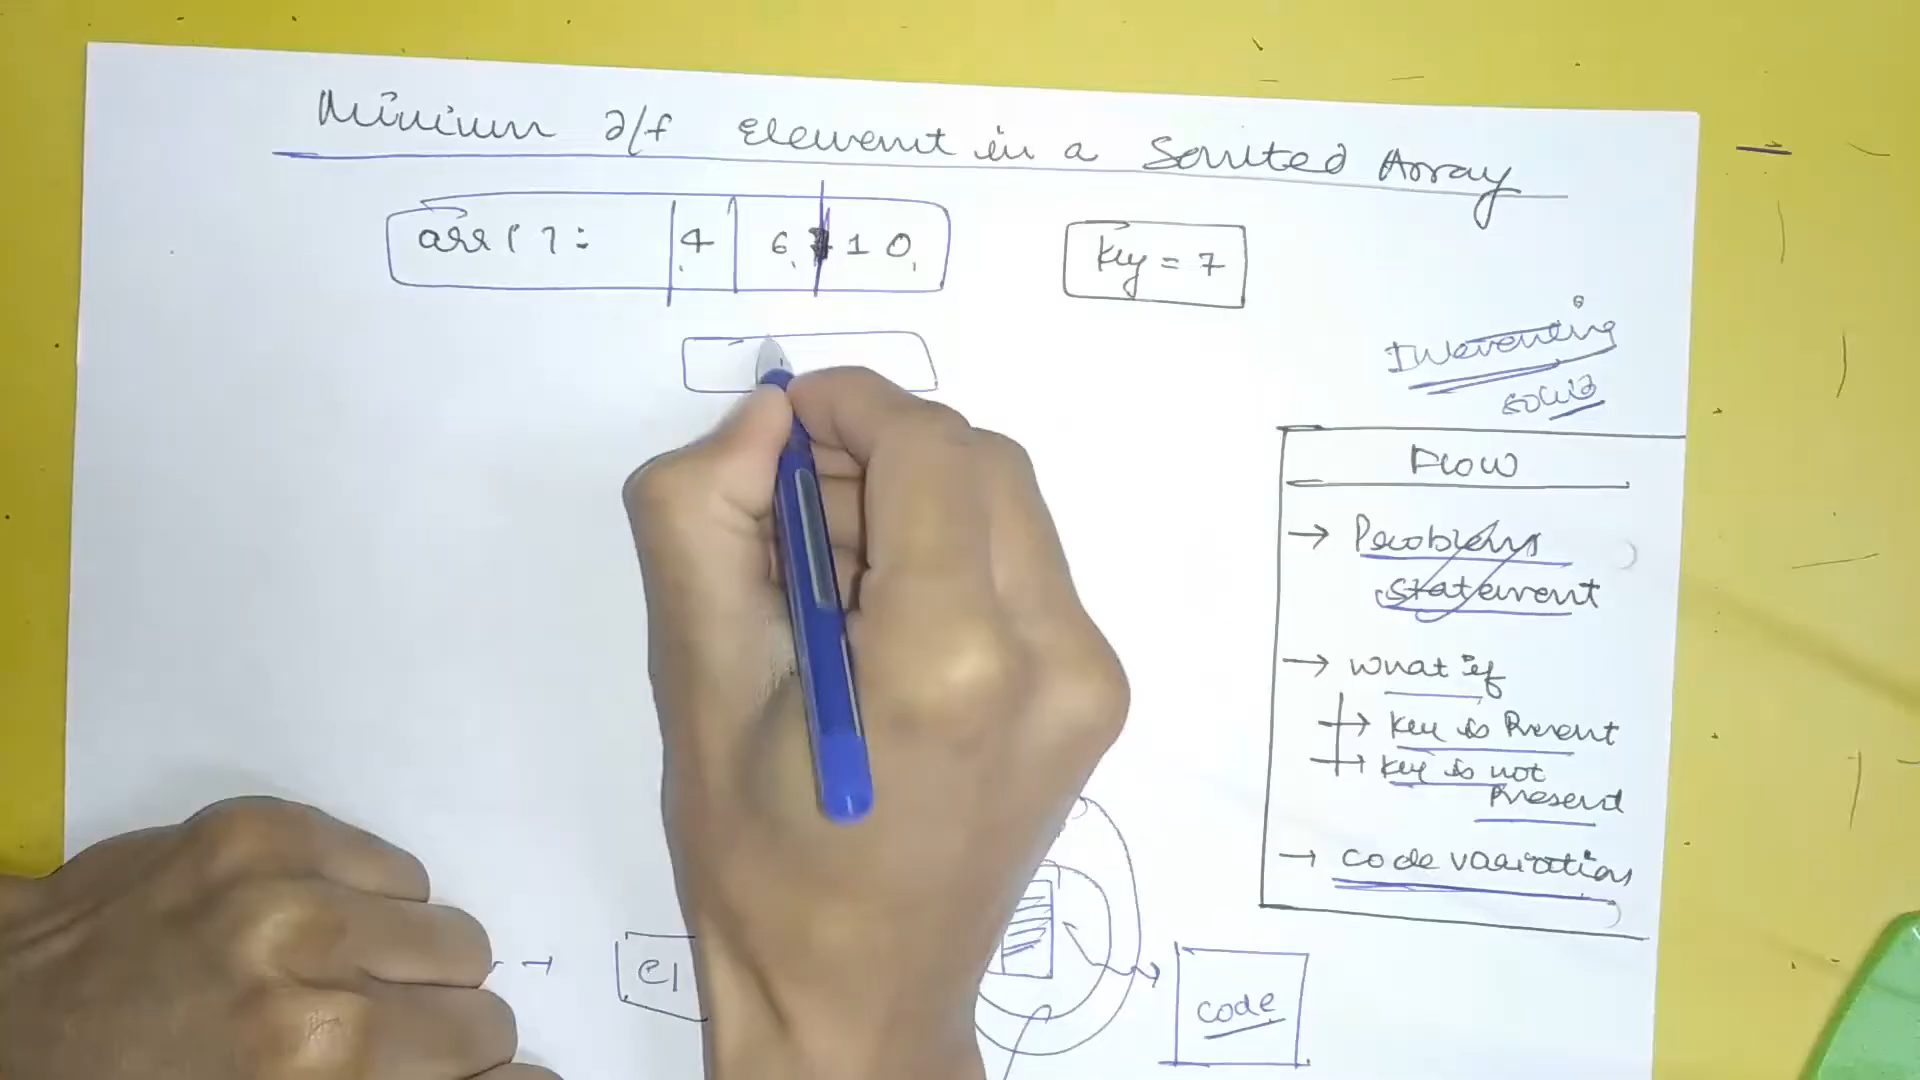 Minimum d/f Element in a Sorted Array
arr [ ] : 4 6 10
key = 7
Interesting
Flow
→ Problem
statement
→ what if
→ key is Present
→ key is not
Present
→ code variation
→ el
code